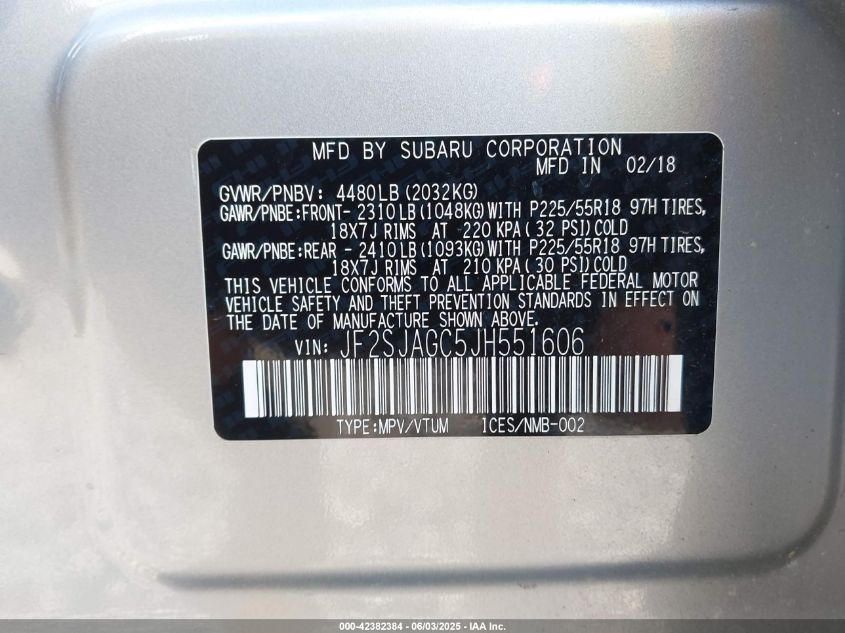 MFD BY SUBARU CORPORATION
MFD IN 02/18
GVWR/PNBV: 4480LB(2032KG)
GAWR/PNBE:FRONT- 2310LB(1048KG)WITH P225/55R18 97H TIRES,
18X7J RIMS AT 220 KPA( 32 PSI)COLD
GAWR/PNBE:REAR - 2410LB(1093KG)WITH P225/55R18 97H TIRES,
18X7J RIMS AT 210 KPA(30 PSI)COLD
THIS VEHICLE CONFORMS TO ALL APPLICABLE FEDERAL MOTOR
VEHICLE SAFETY AND THEFT PREVENTION STANDARDS IN EFFECT ON
THE DATE OF MANUFACTURE SHOWN ABOVE.
VIN: JF2SJAGC5JH551606
TYPE:MPV/VTUM ICES/NMB-002
000-42382384 - 06/03/2025 - IAA Inc.